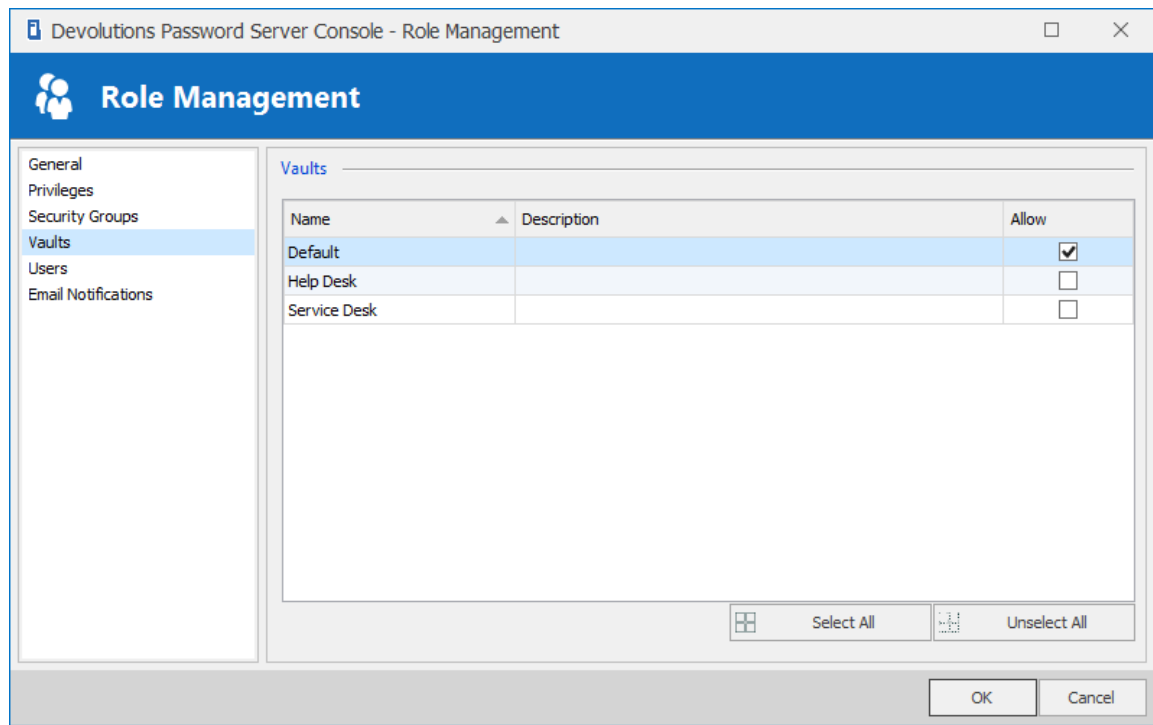 Devolutions Password Server Console - Role Management
Role Management
General
Privileges
Security Groups
Vaults
Users
Email Notifications
Vaults
Name Description Allow
Default
Help Desk
Service Desk
Select All Unselect All
OK Cancel